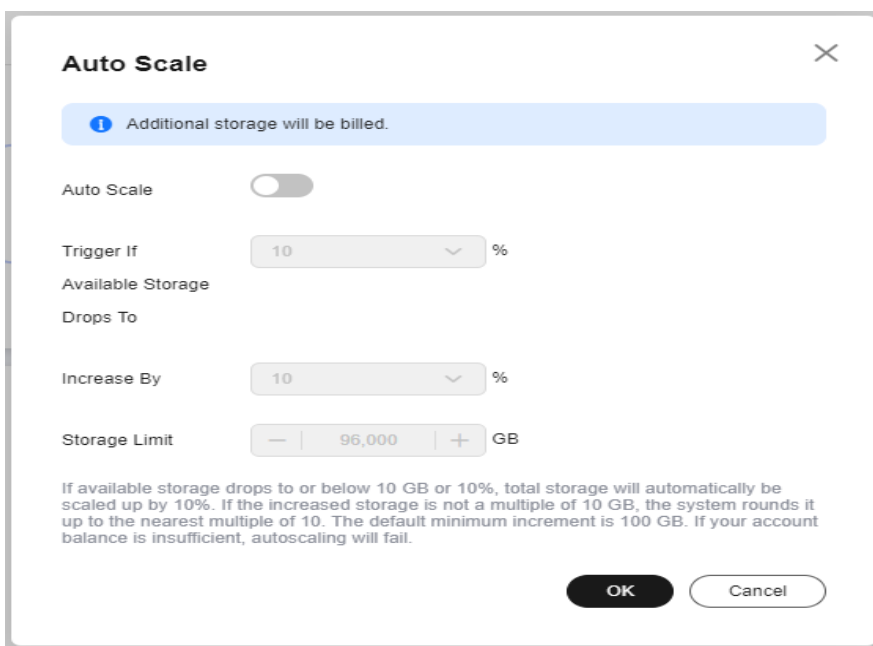 Auto Scale
Additional storage will be billed.
Auto Scale
Trigger If
Available Storage
Drops To
10 %
Increase By
10 %
Storage Limit
96,000 GB
If available storage drops to or below 10 GB or 10%, total storage will automatically be
scaled up by 10%. If the increased storage is not a multiple of 10 GB, the system rounds it
up to the nearest multiple of 10. The default minimum increment is 100 GB. If your account
balance is insufficient, autoscaling will fail.
OK
Cancel